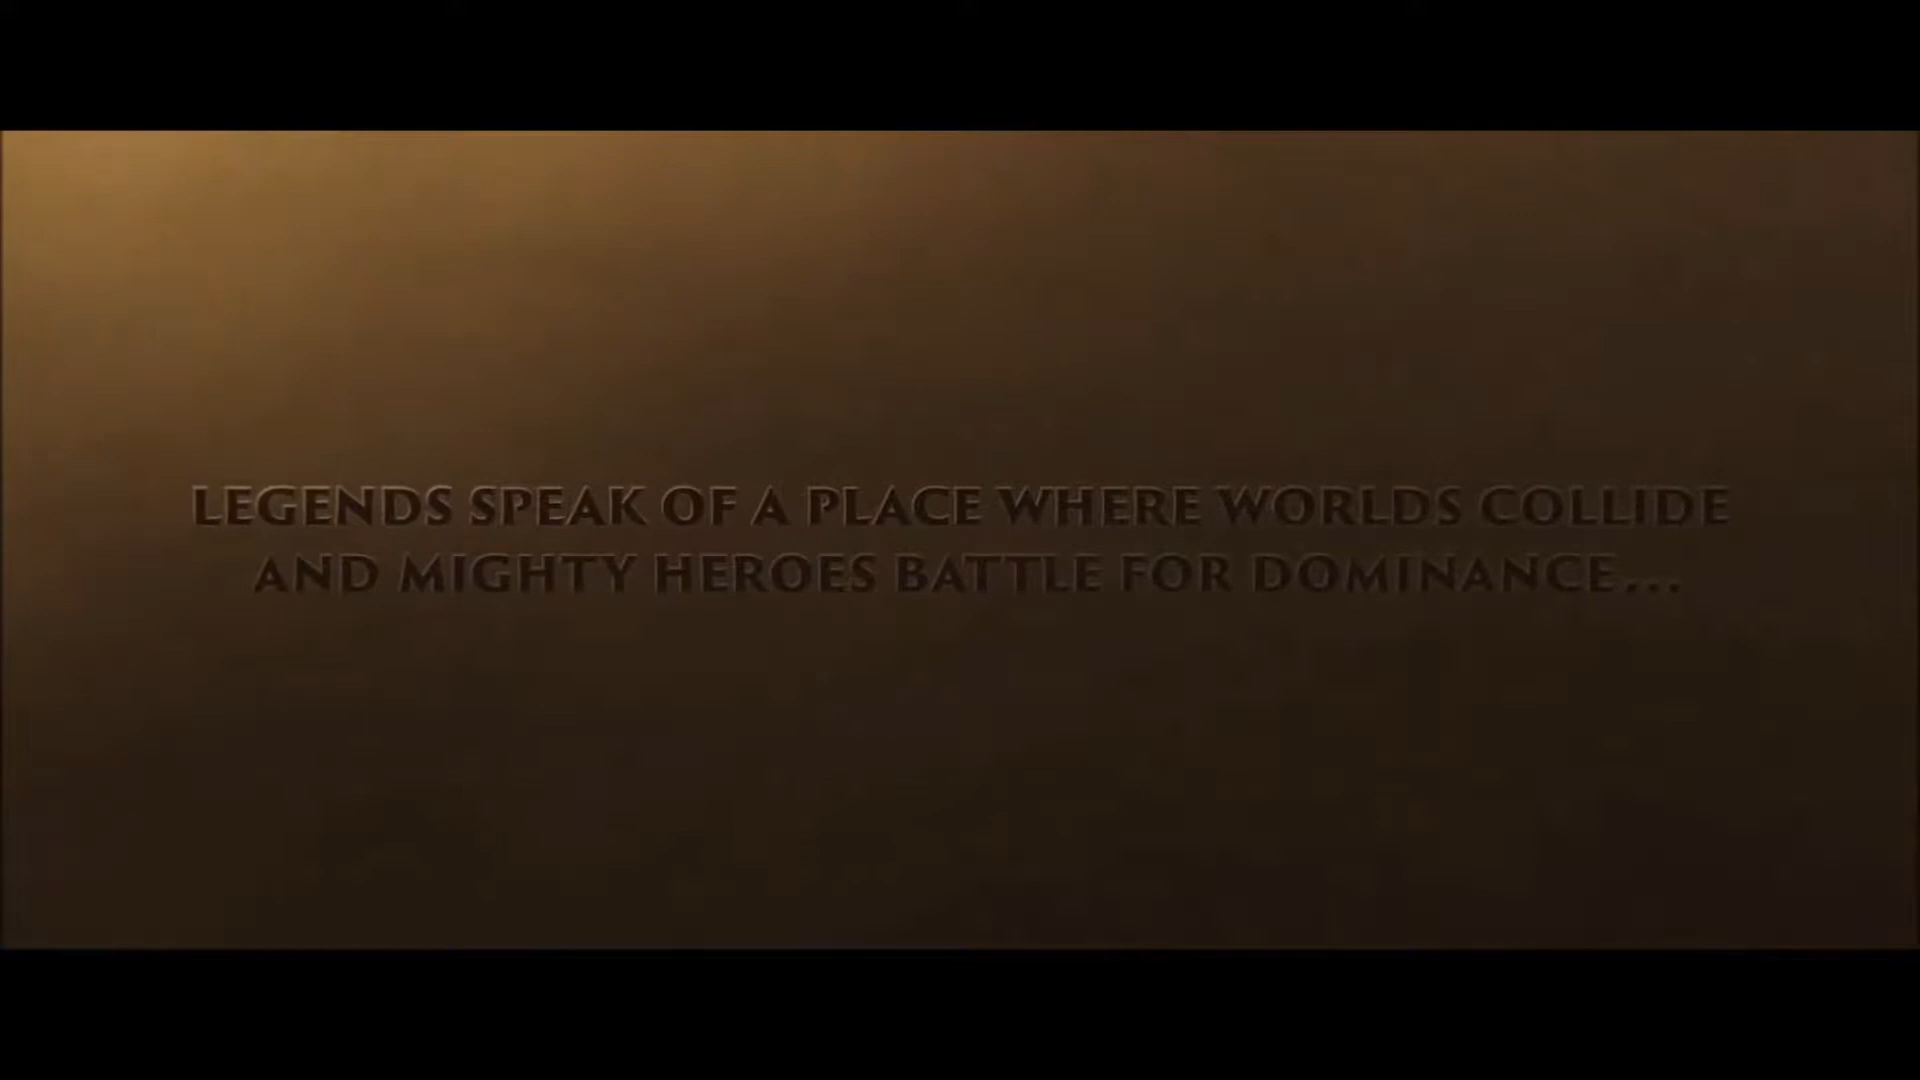 LEGENDS SPEAK OF A PLACE WHERE WORLDS COLLIDE
AND MIGHTY HEROES BATTLE FOR DOMINANCE...